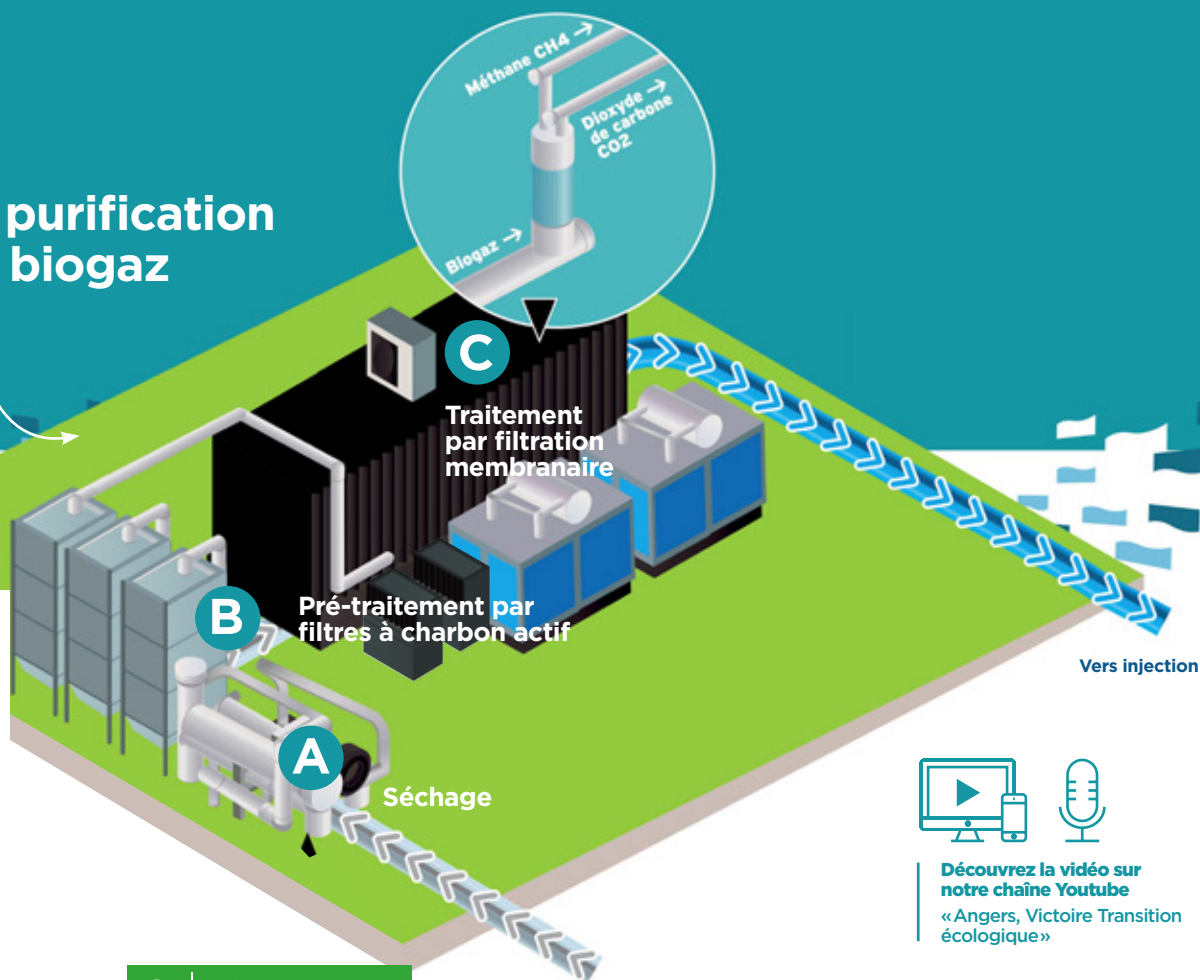 Méthane CH4 →
Dioxyde →
de carbone
CO2
Biogaz →
purification
biogaz
C
Traitement
par filtration
membranaire
B
Pré-traitement par
filtres à charbon actif
A
Séchage
Vers injection
Découvrez la vidéo sur
notre chaîne Youtube
«Angers, Victoire Transition
écologique»